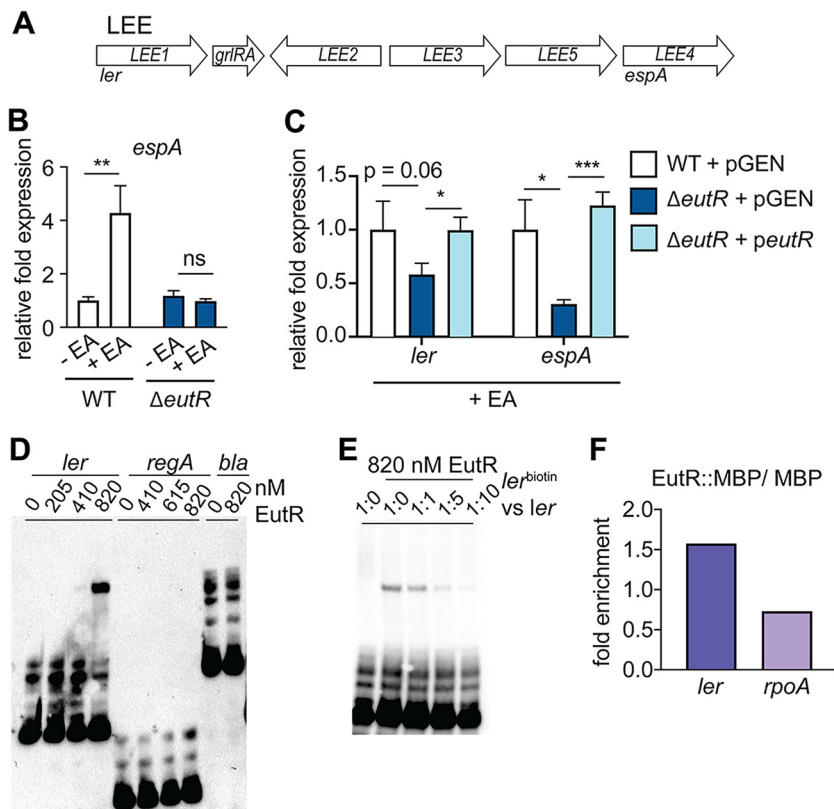 A
LEE
LEE1
grlRA
LEE2
LEE3
LEE5
LEE4
ler
espA
B
espA
relative fold expression
6
4
2
0
**
ns
- EA
+ EA
- EA
+ EA
WT
ΔeutR
C
relative fold expression
1.5
1.0
0.5
0.0
p = 0.06
*
*
***
ler
espA
+ EA
WT + pGEN
ΔeutR + pGEN
ΔeutR + peutR
D
ler
regA
bla
0
205
410
820
0
410
615
820
0
820
nM
EutR
E
820 nM EutR
1:0
1:0
1:1
1:5
1:10
lerbiotin
vs ler
F
EutR::MBP/ MBP
fold enrichment
2.0
1.5
1.0
0.5
0.0
ler
rpoA